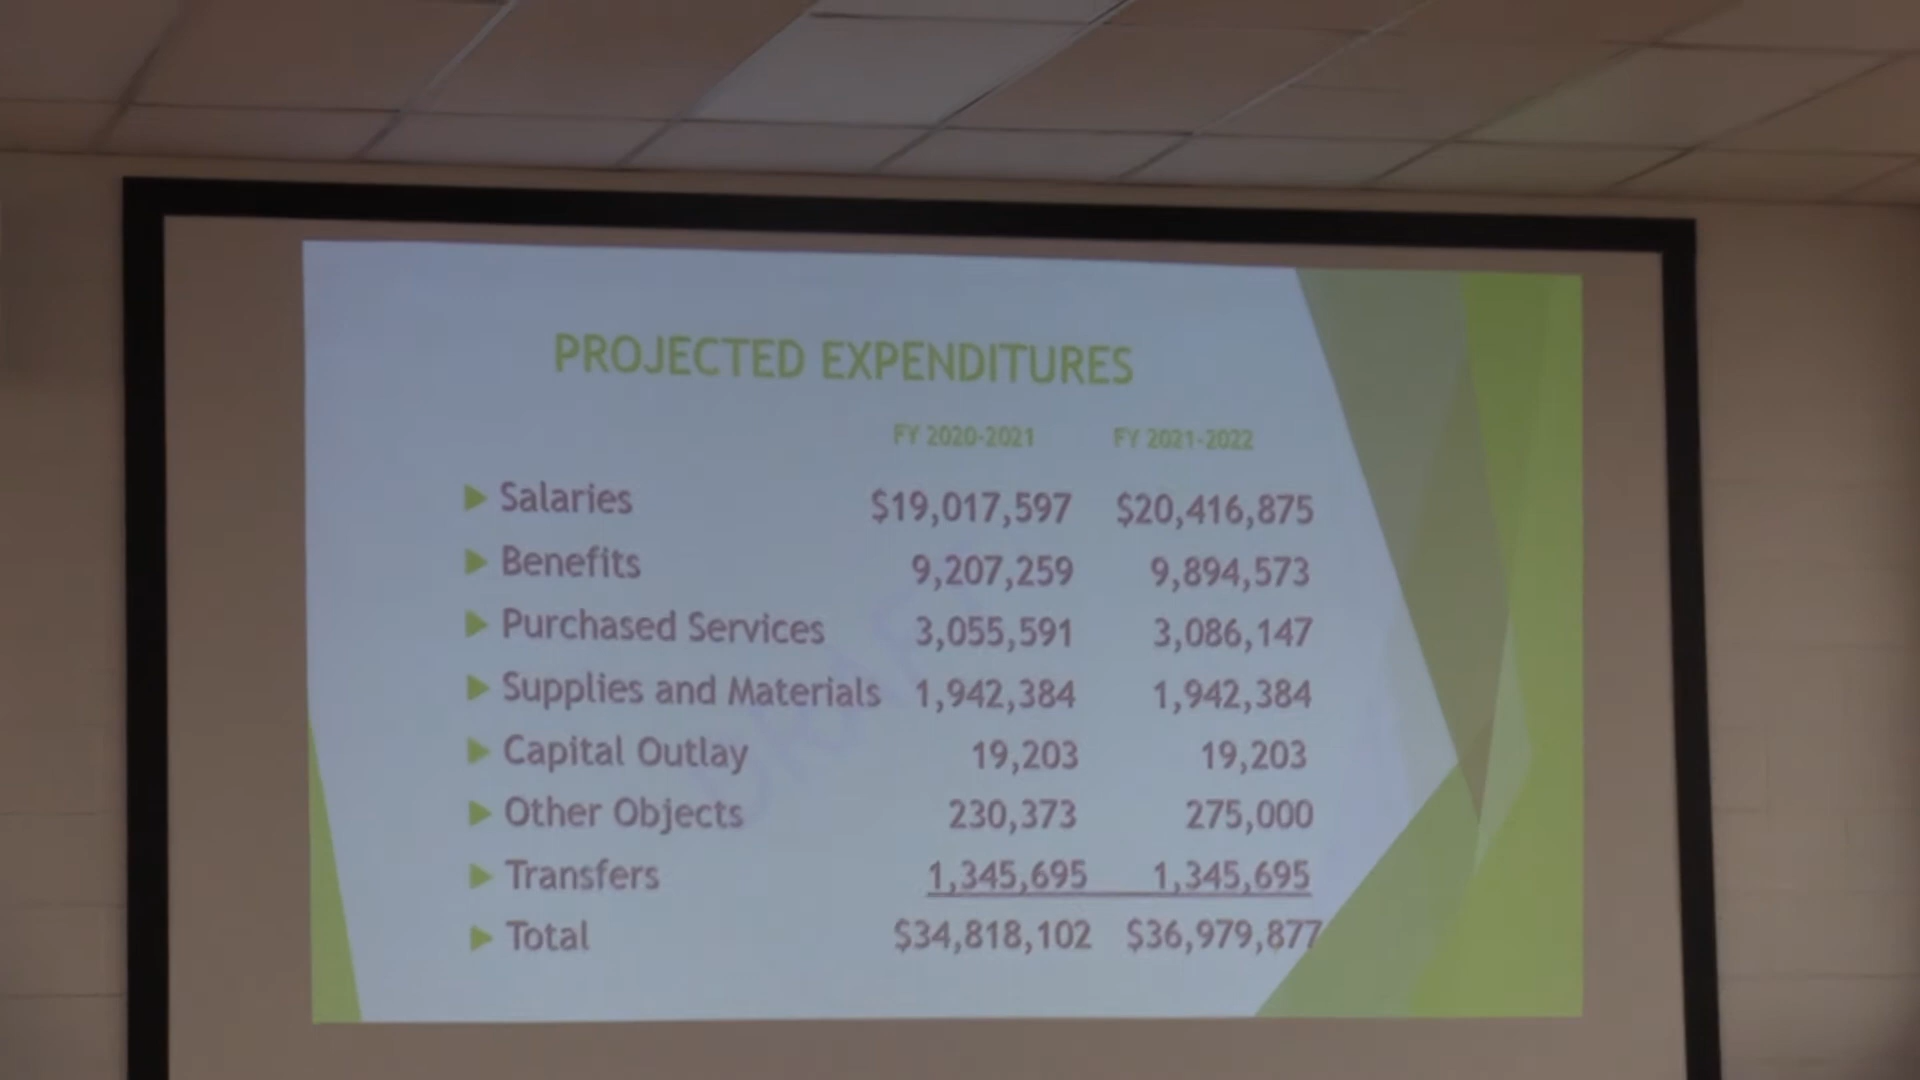 PROJECTED EXPENDITURES
FY 2020-2021 FY 2021-2022
Salaries $19,017,597 $20,416,875
Benefits 9,207,259 9,894,573
Purchased Services 3,055,591 3,086,147
Supplies and Materials 1,942,384 1,942,384
Capital Outlay 19,203 19,203
Other Objects 230,373 275,000
Transfers 1,345,695 1,345,695
Total $34,818,102 $36,979,877